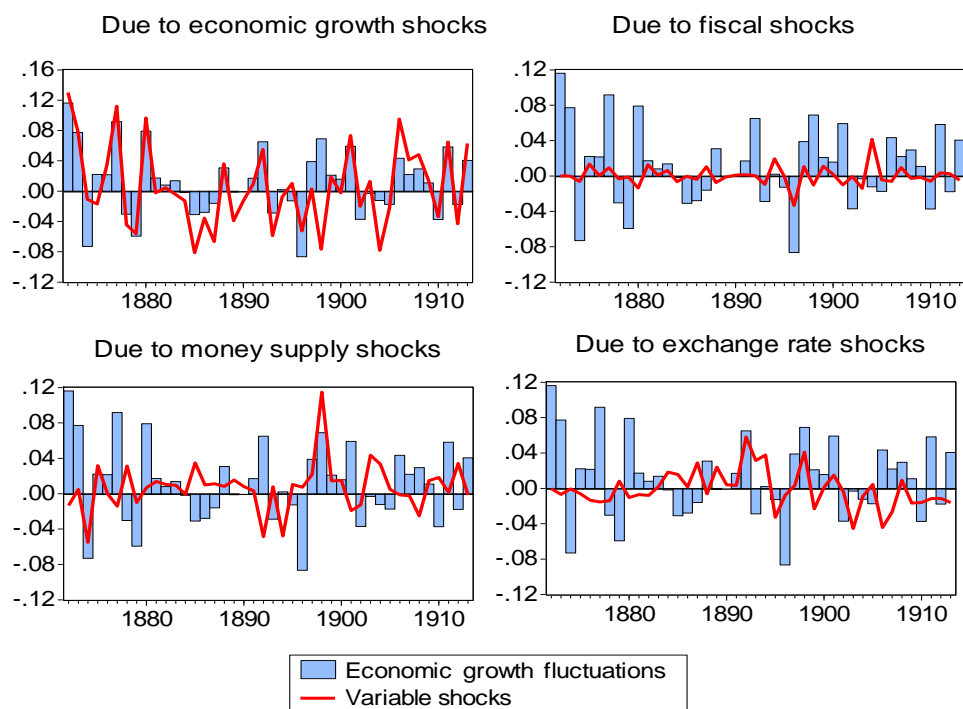 Due to economic growth shocks
.16
.12
.08
.04
.00
-.04
-.08
-.12
1880 1890 1900 1910
Due to fiscal shocks
.12
.08
.04
.00
-.04
-.08
-.12
1880 1890 1900 1910
Due to money supply shocks
.12
.08
.04
.00
-.04
-.08
-.12
1880 1890 1900 1910
Due to exchange rate shocks
.12
.08
.04
.00
-.04
-.08
-.12
1880 1890 1900 1910
Economic growth fluctuations
Variable shocks